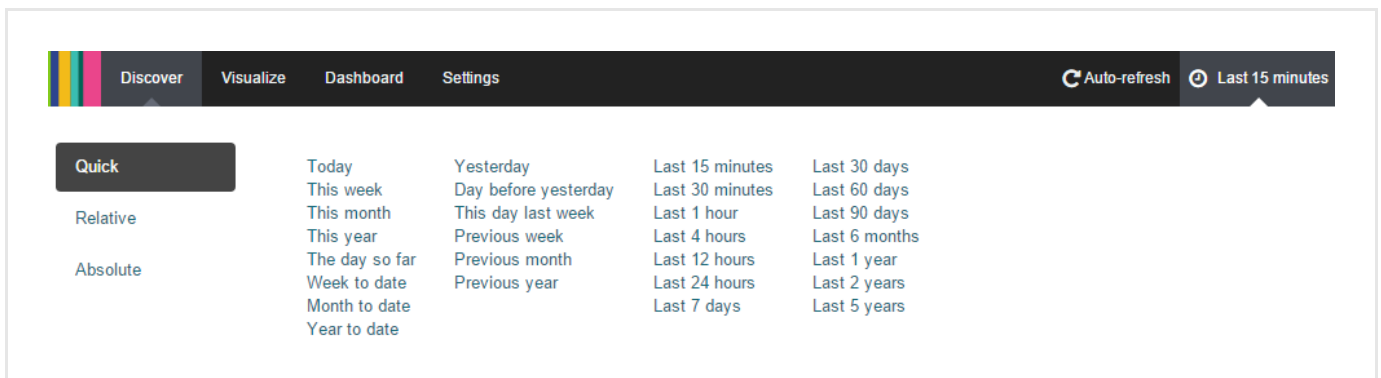 Discover Visualize Dashboard Settings Auto-refresh Last 15 minutes
Quick
Relative
Absolute
Today
This week
This month
This year
The day so far
Week to date
Month to date
Year to date
Yesterday
Day before yesterday
This day last week
Previous week
Previous month
Previous year
Last 15 minutes
Last 30 minutes
Last 1 hour
Last 4 hours
Last 12 hours
Last 24 hours
Last 7 days
Last 30 days
Last 60 days
Last 90 days
Last 6 months
Last 1 year
Last 2 years
Last 5 years